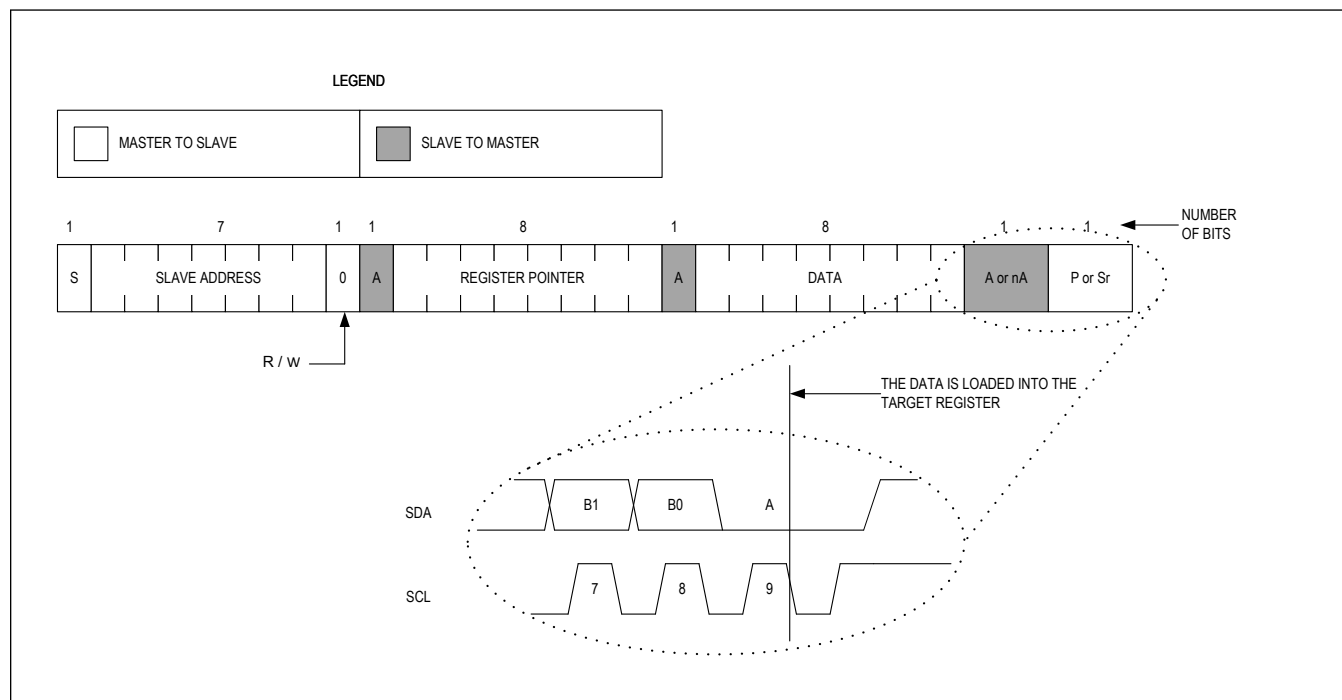 LEGEND
MASTER TO SLAVE
SLAVE TO MASTER
1 7 1 1 8 1 8 1 1
NUMBER
OF BITS
S SLAVE ADDRESS 0 A REGISTER POINTER A DATA A or nA P or Sr
R / W
THE DATA IS LOADED INTO THE
TARGET REGISTER
SDA B1 B0 A
SCL 7 8 9